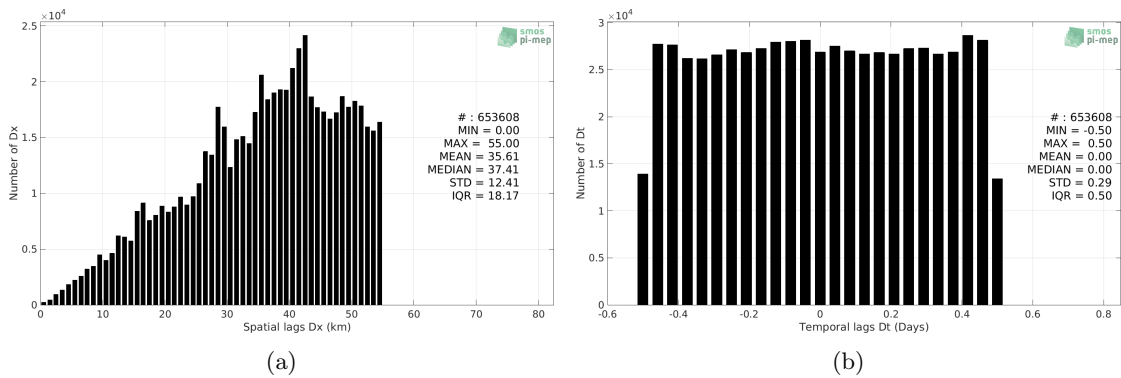 ×10⁴
2.5
2
1.5
1
0.5
0
Number of Dx
smos
pi-mep
# : 653608
MIN = 0.00
MAX = 55.00
MEAN = 35.61
MEDIAN = 37.41
STD = 12.41
IQR = 18.17
0 10 20 30 40 50 60 70 80
Spatial lags Dx (km)
(a)
×10⁴
3t
2.5
2
1.5
1
0.5
0
Number of Dt
smos
pi-mep
# : 653608
MIN = -0.50
MAX = 0.50
MEAN = 0.00
MEDIAN = 0.00
STD = 0.29
IQR = 0.50
-0.6 -0.4 -0.2 0 0.2 0.4 0.6 0.8
Temporal lags Dt (Days)
(b)